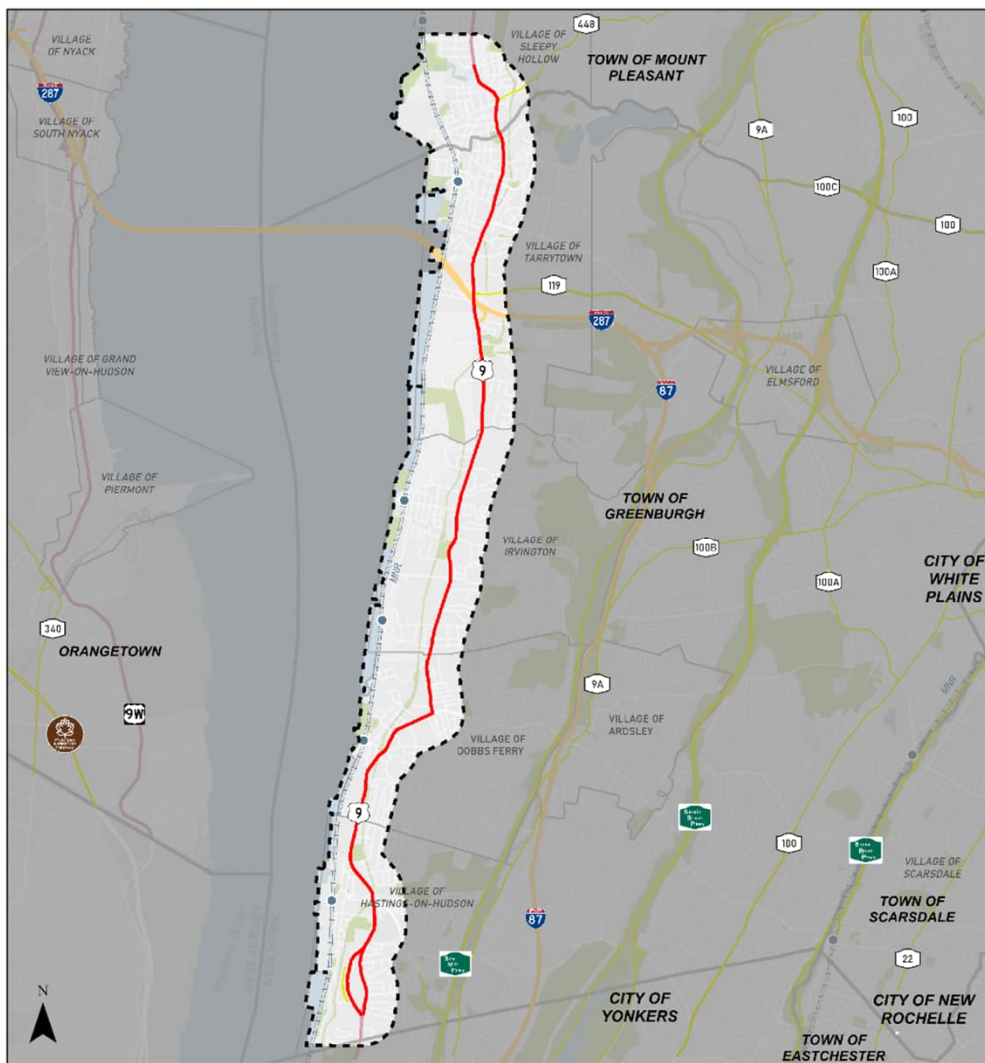 VILLAGE
OF NYACK
287
VILLAGE OF
SOUTH NYACK
448
VILLAGE OF
SLEEPY
HOLLOW
TOWN OF MOUNT
PLEASANT
100
9A
100C
100
VILLAGE OF
TARRYTOWN
119
100A
287
9
87
VILLAGE OF GRAND
VIEW-ON-HUDSON
VILLAGE OF
ELMSFORD
VILLAGE OF
PIERMONT
TOWN OF
GREENBURGH
VILLAGE OF
IRVINGTON
100B
100A
CITY OF
WHITE
PLAINS
MNR
340
ORANGETOWN
9W
9A
MNR
VILLAGE OF
DOBBS FERRY
VILLAGE OF
ARDSLEY
9
100
VILLAGE OF
SCARSDALE
VILLAGE OF
HASTINGS-ON-HUDSON
87
TOWN OF
SCARSDALE
22
N
CITY OF
YONKERS
CITY OF NEW
ROCHELLE
TOWN OF
EASTCHESTER